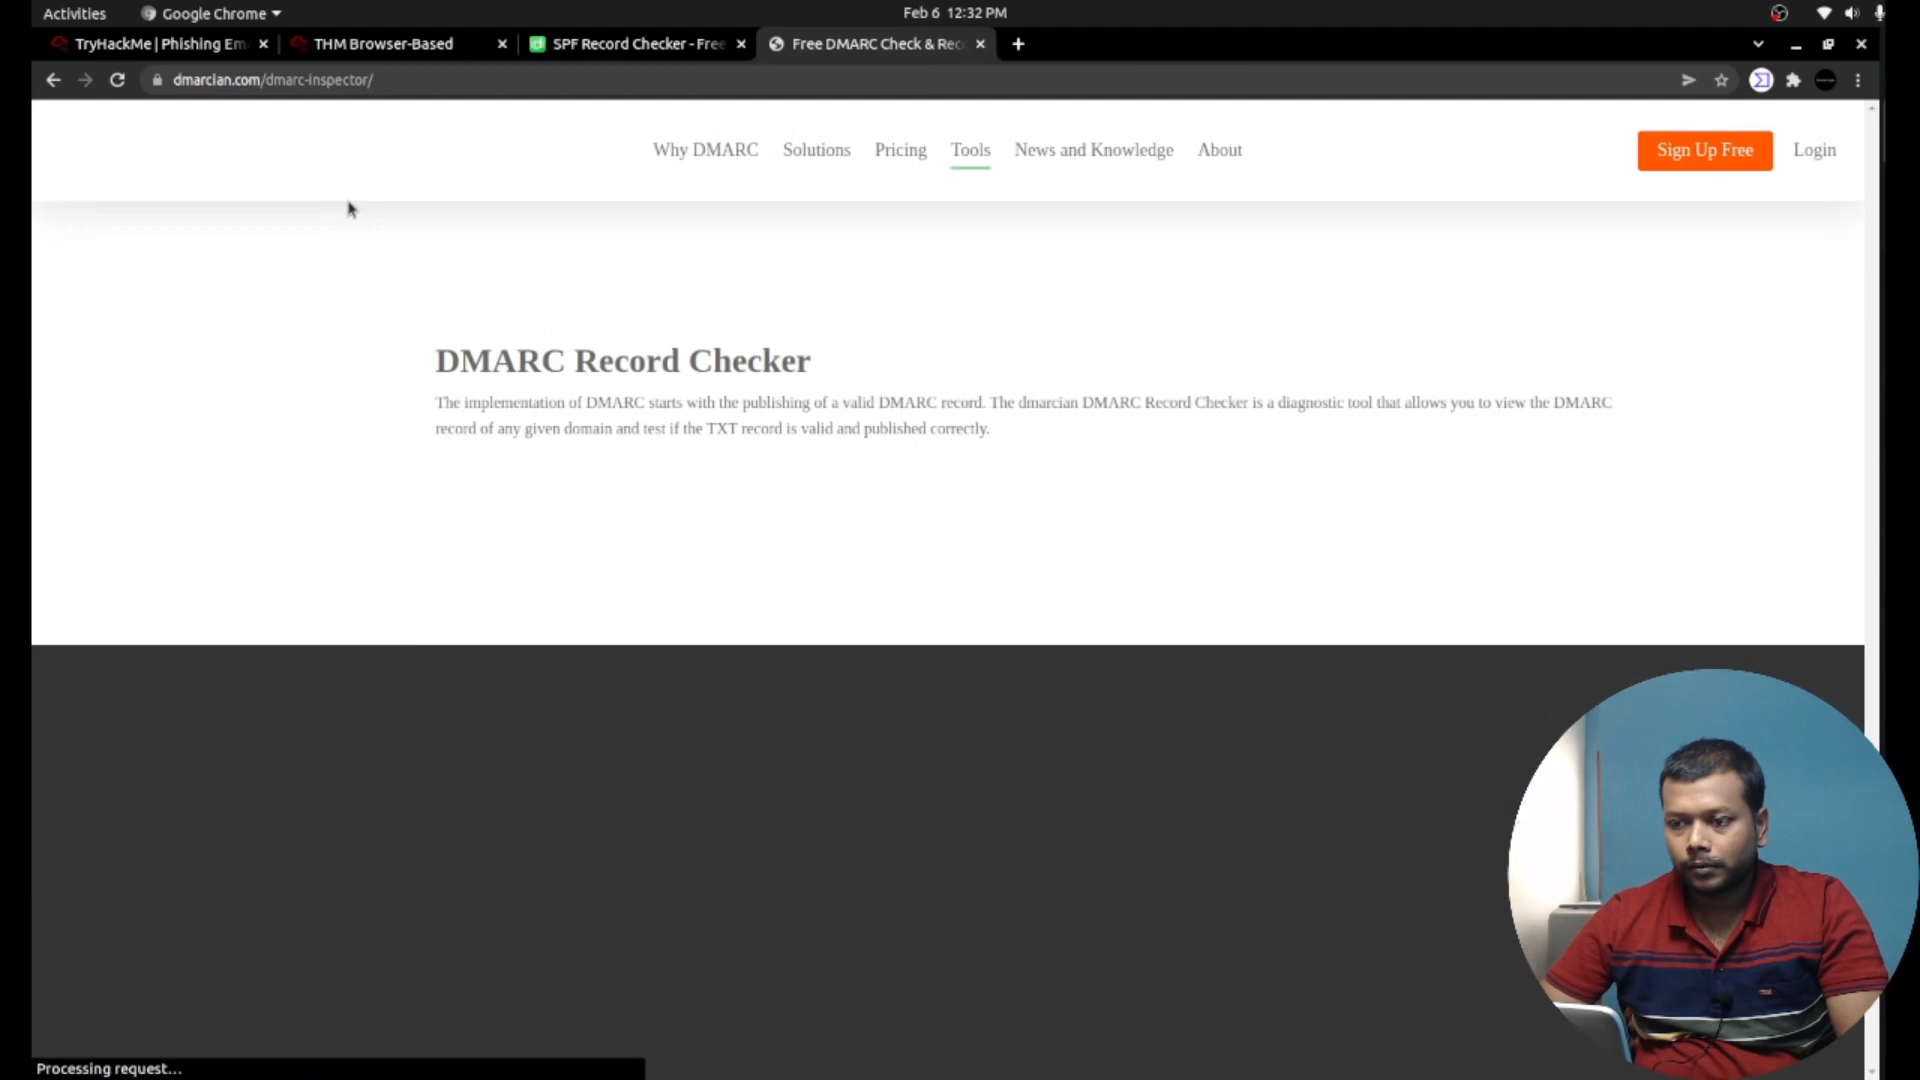 Activities
Google Chrome
Feb 6 12:32 PM
TryHackMe | Phishing Em
THM Browser-Based
SPF Record Checker - Free
Free DMARC Check & Rec
dmarcian.com/dmarc-inspector/
Why DMARC
Solutions
Pricing
Tools
News and Knowledge
About
Sign Up Free
Login
DMARC Record Checker
The implementation of DMARC starts with the publishing of a valid DMARC record. The dmarcian DMARC Record Checker is a diagnostic tool that allows you to view the DMARC
record of any given domain and test if the TXT record is valid and published correctly.
Processing request...